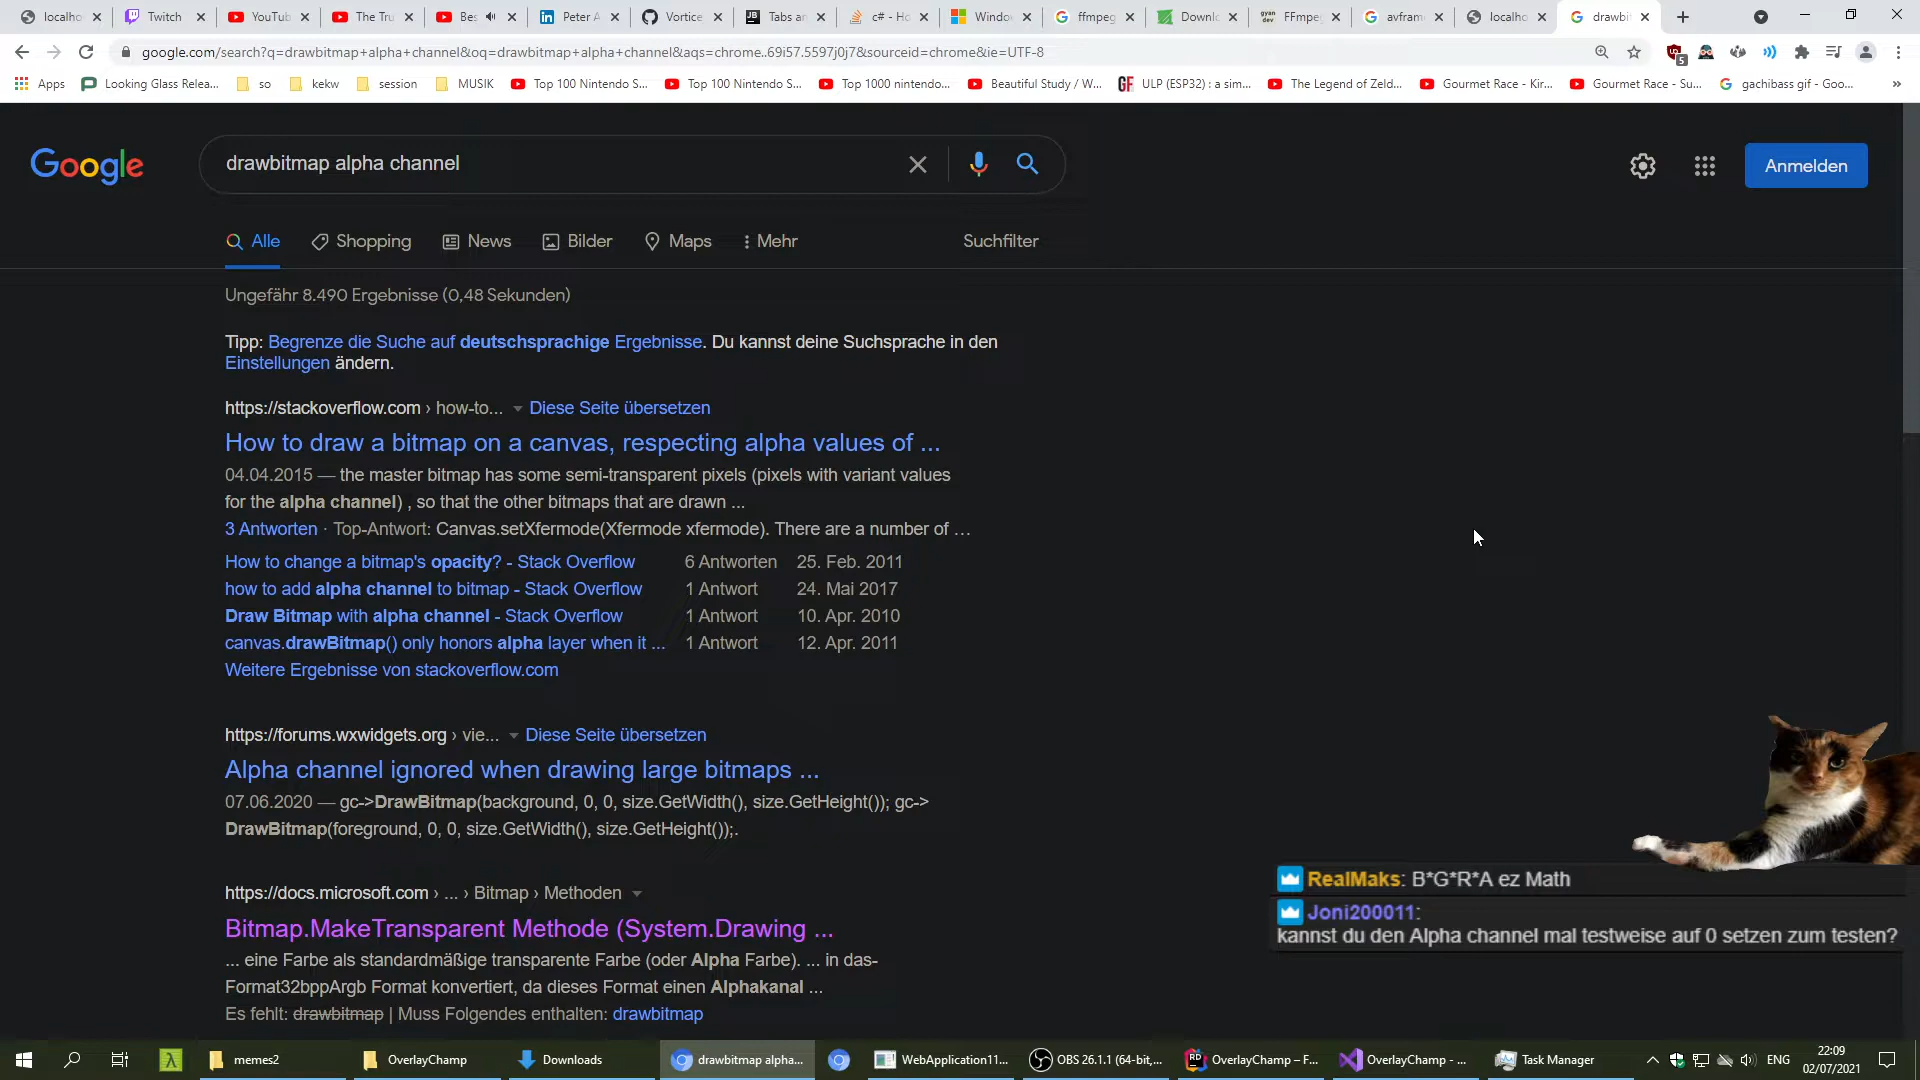 localho
Twitch
YouTub
The Tru
Bes
Peter A
Vortice
Tabs an
c# - Ho
Windo
ffmpeg
Downlo
gyan dev
FFmpe
avfram
localho
drawbi
google.com/search?q=drawbitmap+alpha+channel&oq=drawbitmap+alpha+channel&aqs=chrome..69i57.5597j0j7&sourceid=chrome&ie=UTF-8
5
Apps
Looking Glass Relea...
so
kekw
session
MUSIK
Top 100 Nintendo S...
Top 100 Nintendo S...
Top 1000 nintendo...
Beautiful Study / W...
GF
ULP (ESP32) : a sim...
The Legend of Zeld...
Gourmet Race - Kir...
Gourmet Race - Su...
gachibass gif - Goo...
»
Google
drawbitmap alpha channel
Anmelden
Alle
Shopping
News
Bilder
Maps
Mehr
Suchfilter
Ungefähr 8.490 Ergebnisse (0,48 Sekunden)
Tipp: Begrenze die Suche auf deutschsprachige Ergebnisse. Du kannst deine Suchsprache in den
Einstellungen ändern.
https://stackoverflow.com › how-to... Diese Seite übersetzen
How to draw a bitmap on a canvas, respecting alpha values of ...
04.04.2015 — the master bitmap has some semi-transparent pixels (pixels with variant values
for the alpha channel) , so that the other bitmaps that are drawn ...
3 Antworten · Top-Antwort: Canvas.setXfermode(Xfermode xfermode). There are a number of …
How to change a bitmap's opacity? - Stack Overflow 6 Antworten 25. Feb. 2011
how to add alpha channel to bitmap - Stack Overflow 1 Antwort 24. Mai 2017
Draw Bitmap with alpha channel - Stack Overflow 1 Antwort 10. Apr. 2010
canvas.drawBitmap() only honors alpha layer when it ... 1 Antwort 12. Apr. 2011
Weitere Ergebnisse von stackoverflow.com
https://forums.wxwidgets.org › vie... Diese Seite übersetzen
Alpha channel ignored when drawing large bitmaps ...
07.06.2020 — gc->DrawBitmap(background, 0, 0, size.GetWidth(), size.GetHeight()); gc->
DrawBitmap(foreground, 0, 0, size.GetWidth(), size.GetHeight());.
https://docs.microsoft.com › ... › Bitmap › Methoden
Bitmap.MakeTransparent Methode (System.Drawing ...
... eine Farbe als standardmäßige transparente Farbe (oder Alpha Farbe). ... in das-
Format32bppArgb Format konvertiert, da dieses Format einen Alphakanal ...
Es fehlt: drawbitmap | Muss Folgendes enthalten: drawbitmap
RealMaks: B*G*R*A ez Math
Joni200011:
kannst du den Alpha channel mal testweise auf 0 setzen zum testen?
λ
memes2
OverlayChamp
Downloads
drawbitmap alpha...
WebApplication11...
OBS 26.1.1 (64-bit,...
RD
OverlayChamp – F...
OverlayChamp - ...
Task Manager
ENG
22:09
02/07/2021